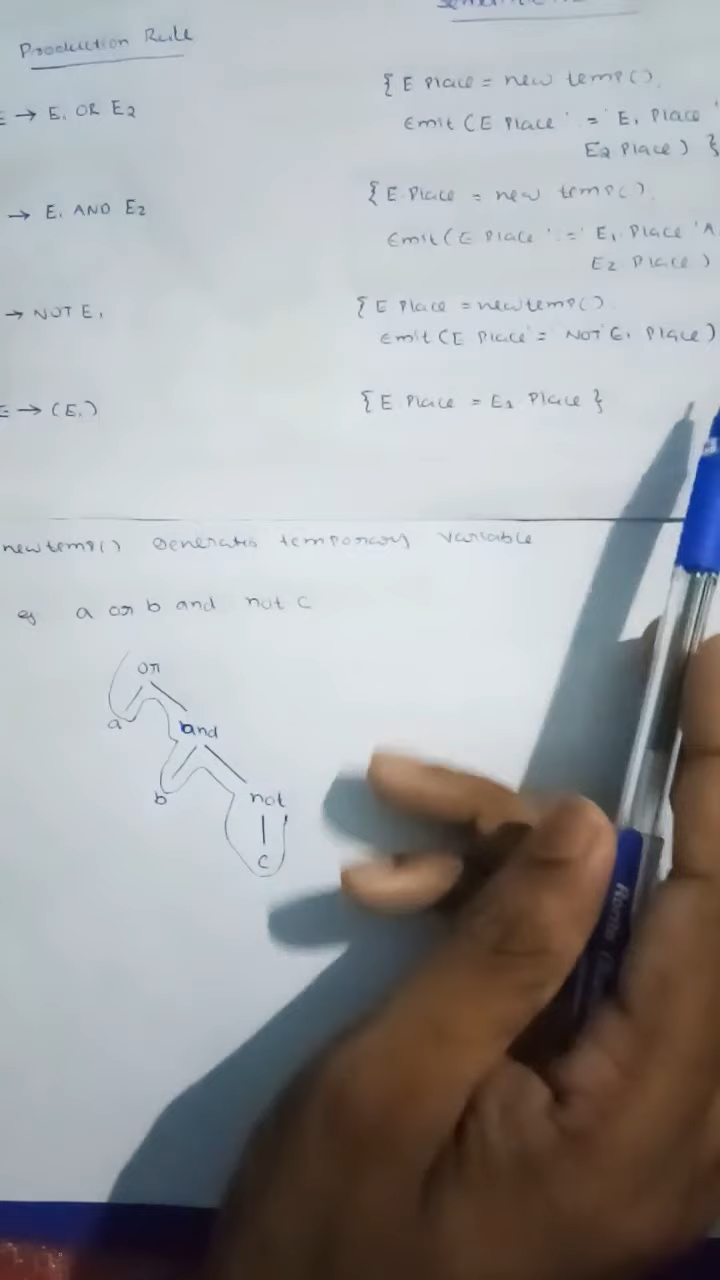 Production Rule
E → E1 OR E2
{ E Place = new temp()
Emit (E Place '=' E1 Place '
E2 Place) }
→ E1 AND E2
{ E.Place = new temp()
Emit (E Place '=' E1 Place 'A
E2 Place)
→ NOT E1
{ E Place = newtemp()
Emit (E Place '=' 'NOT' E1 Place)
E → (E1)
{ E Place = E1 Place }
newtemp() Generates temporary variable
eg a or b and not c
or
a and
b not
c